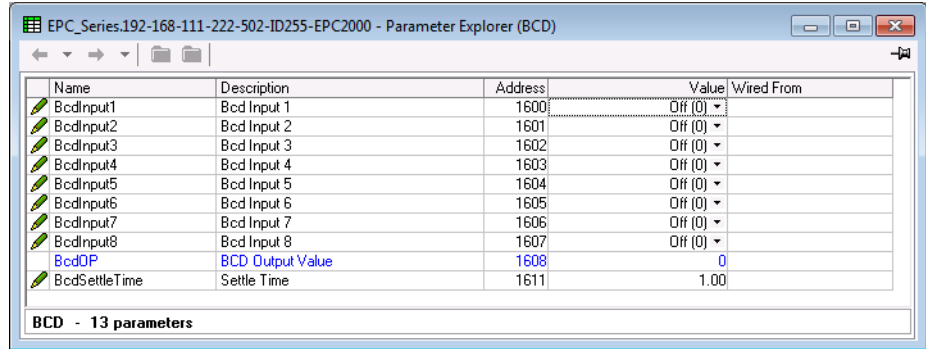 EPC_Series.192-168-111-222-502-ID255-EPC2000 - Parameter Explorer (BCD)
Name Description Address Value Wired From
BcdInput1 Bcd Input 1 1600 Off (0)
BcdInput2 Bcd Input 2 1601 Off (0)
BcdInput3 Bcd Input 3 1602 Off (0)
BcdInput4 Bcd Input 4 1603 Off (0)
BcdInput5 Bcd Input 5 1604 Off (0)
BcdInput6 Bcd Input 6 1605 Off (0)
BcdInput7 Bcd Input 7 1606 Off (0)
BcdInput8 Bcd Input 8 1607 Off (0)
BcdOP BCD Output Value 1608 0
BcdSettleTime Settle Time 1611 1.00
BCD - 13 parameters